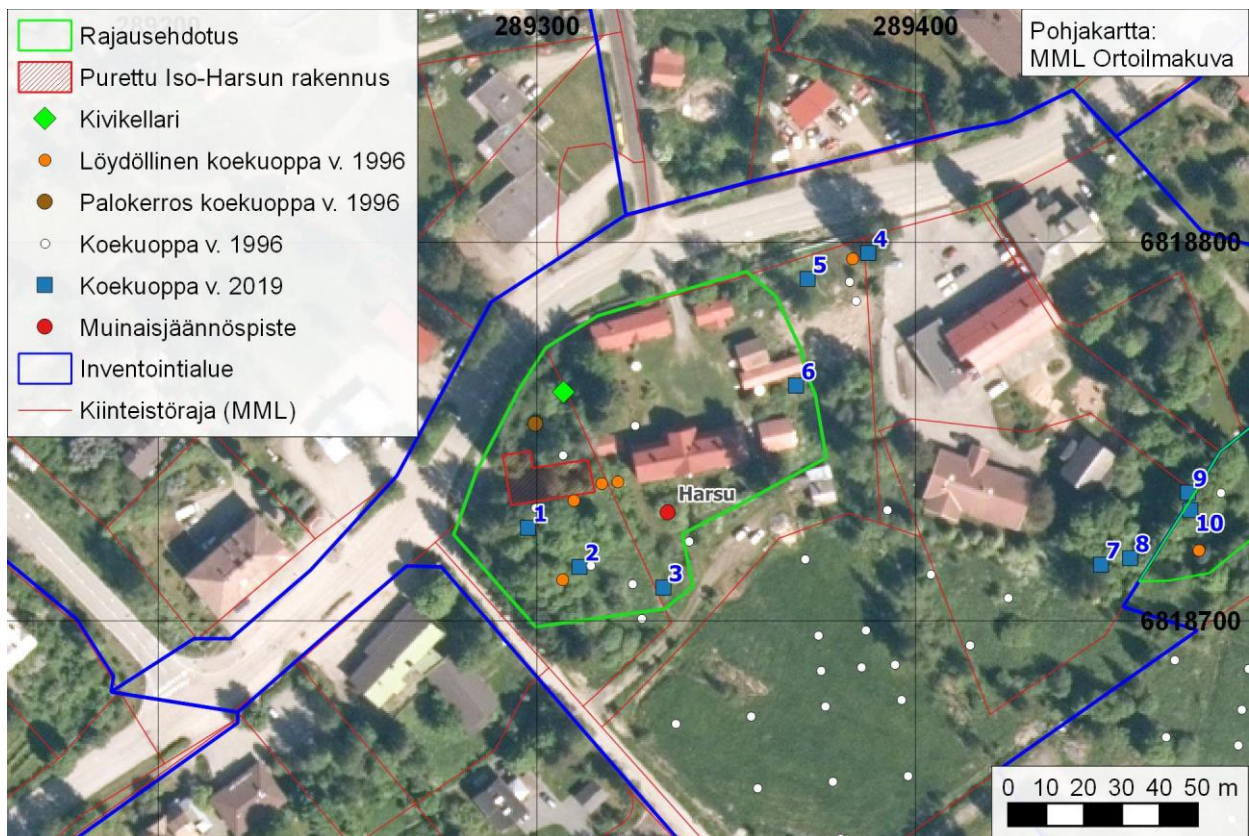 Rajausehdotus
Purettu Iso-Harsun rakennus
Kivikellari
Löydöllinen koekuoppa v. 1996
Palokerros koekuoppa v. 1996
Koekuoppa v. 1996
Koekuoppa v. 2019
Muinaisjäännöspiste
Inventointialue
Kiinteistöraja (MML)
289300
289400
Pohjakartta:
MML Ortoilmakuva
6818800
4
5
6
Harsu
1
2
3
9
10
7
8
6818700
0 10 20 30 40 50 m